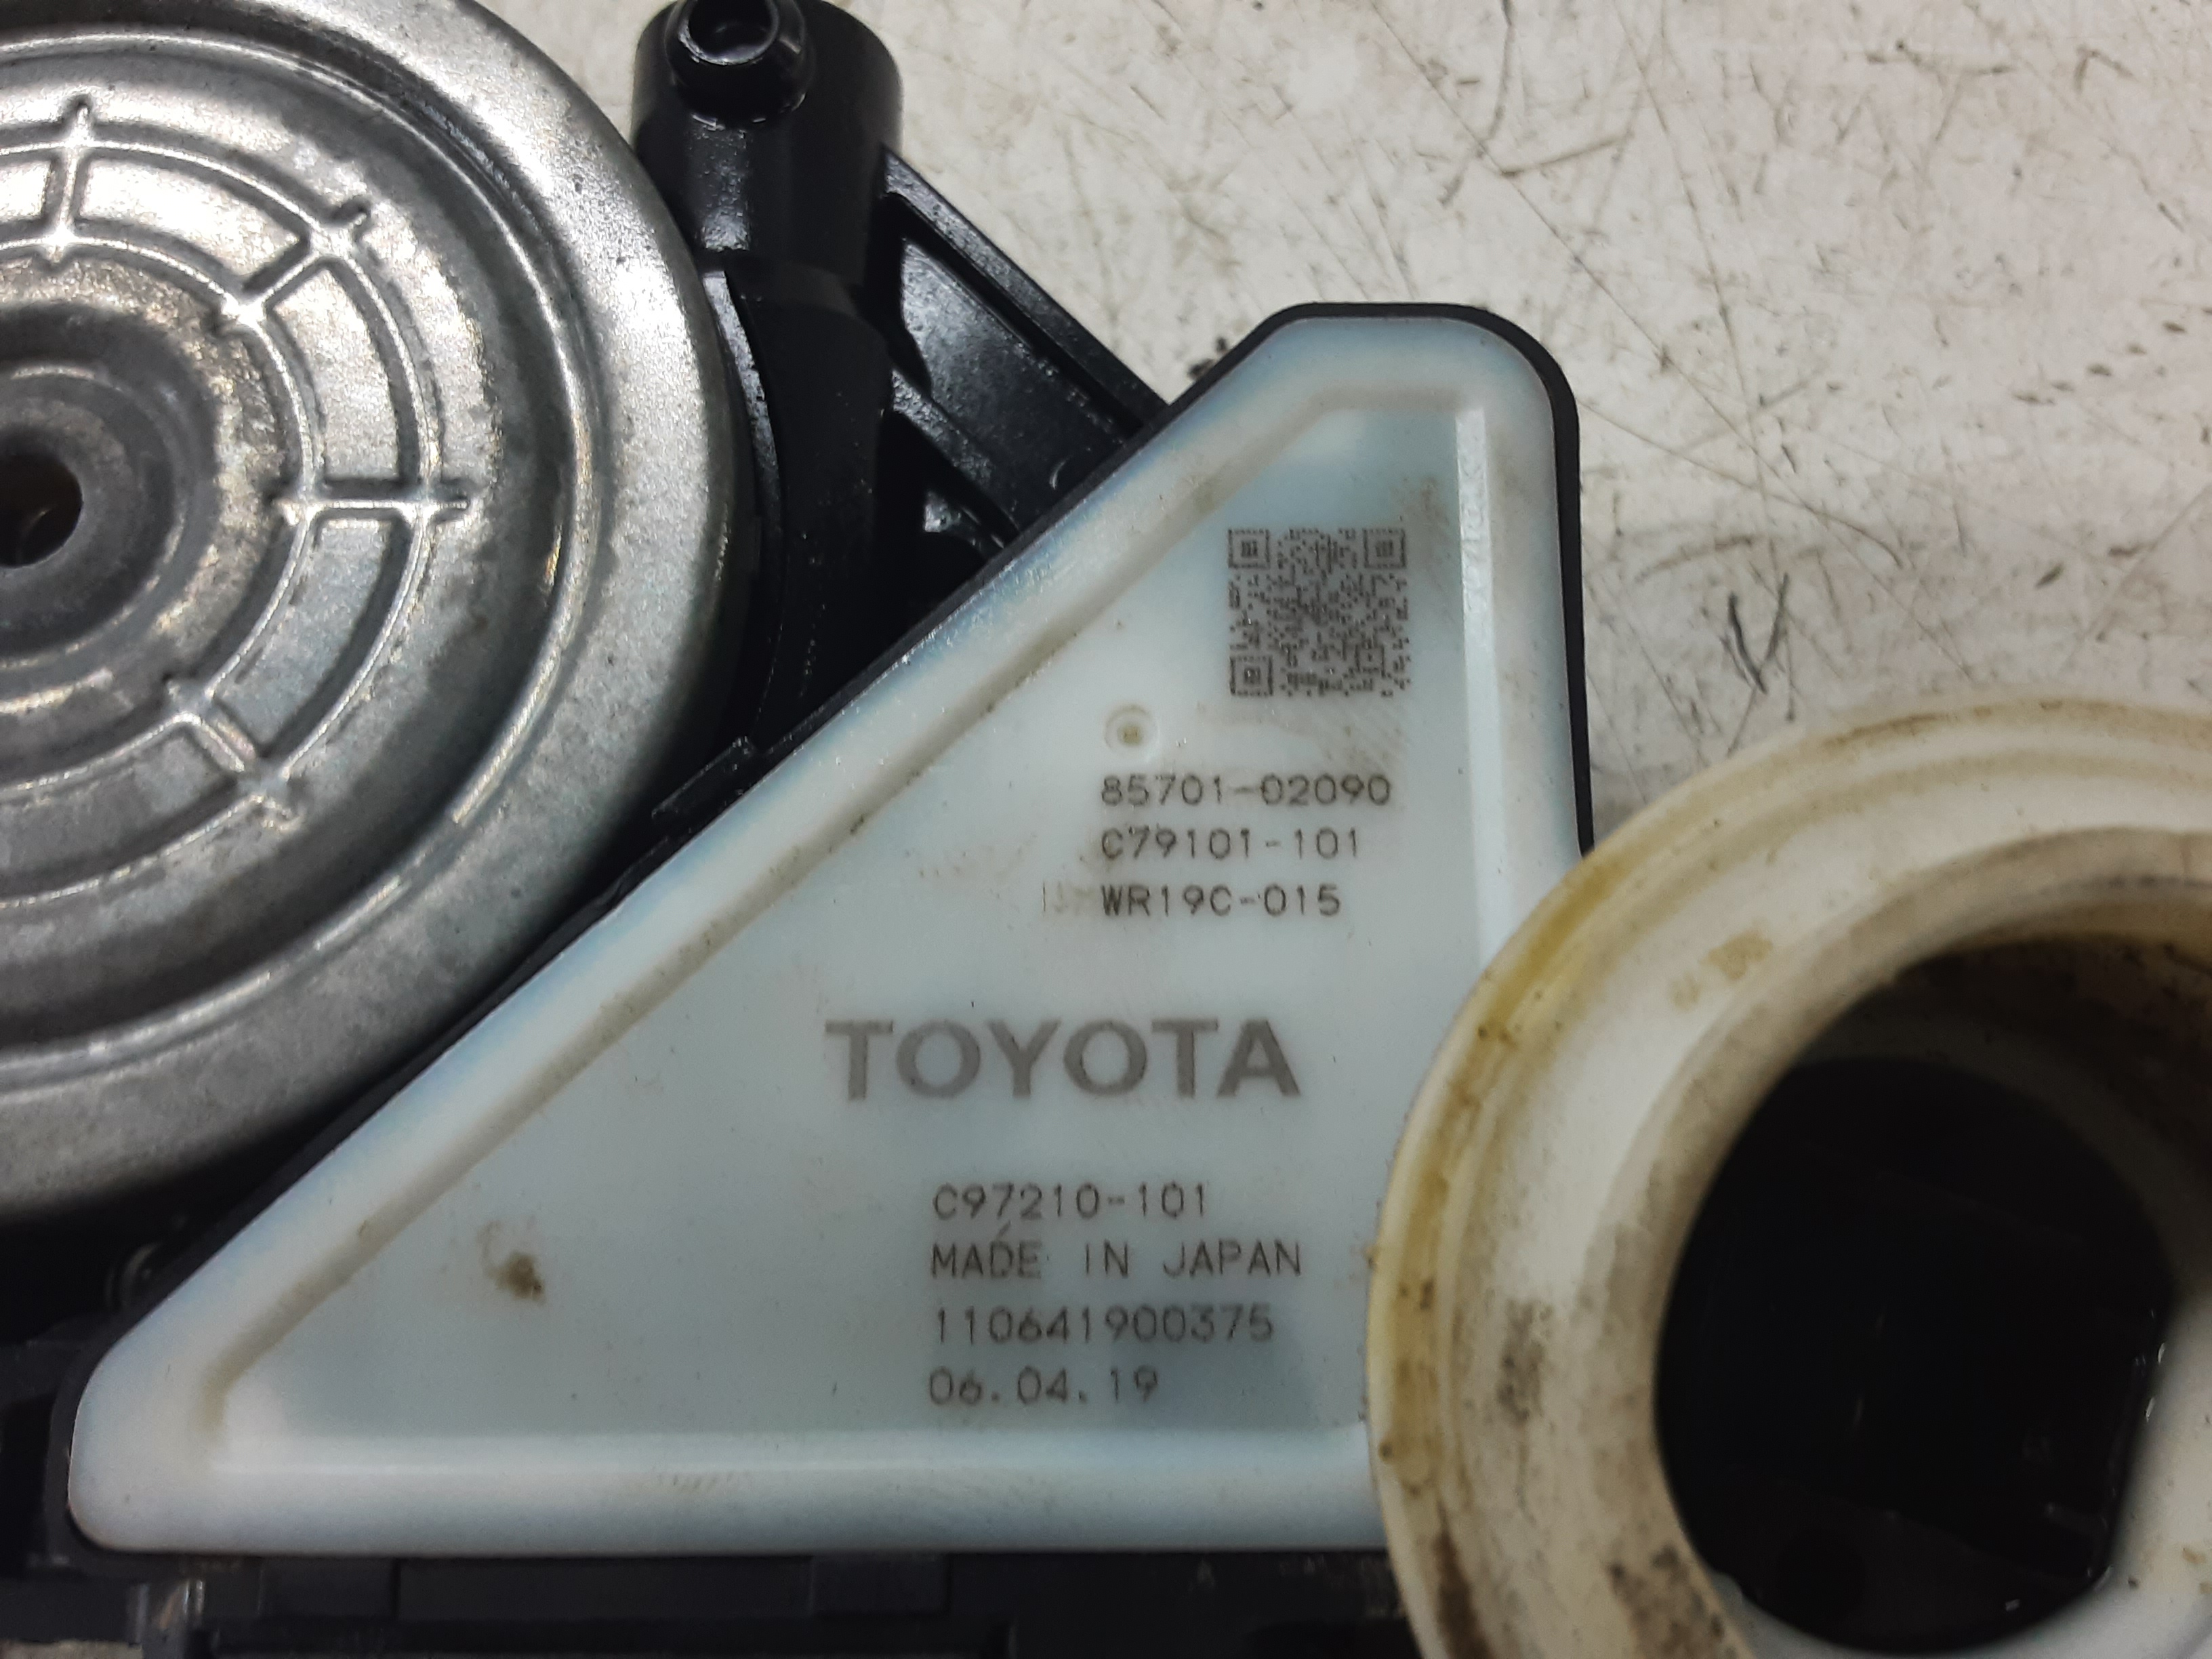 85701-02090
C79101-101
WR19C-015
TOYOTA
C97210-101
MADE IN JAPAN
110641900375
06.04.19